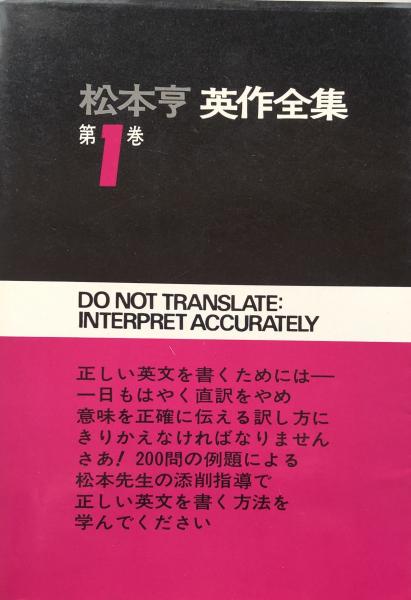 松本亨 英作全集
第1巻
DO NOT TRANSLATE:
INTERPRET ACCURATELY
正しい英文を書くためには——
一日もはやく直訳をやめ
意味を正確に伝える訳し方に
きりかえなければなりません
さあ! 200問の例題による
松本先生の添削指導で
正しい英文を書く方法を
学んでください